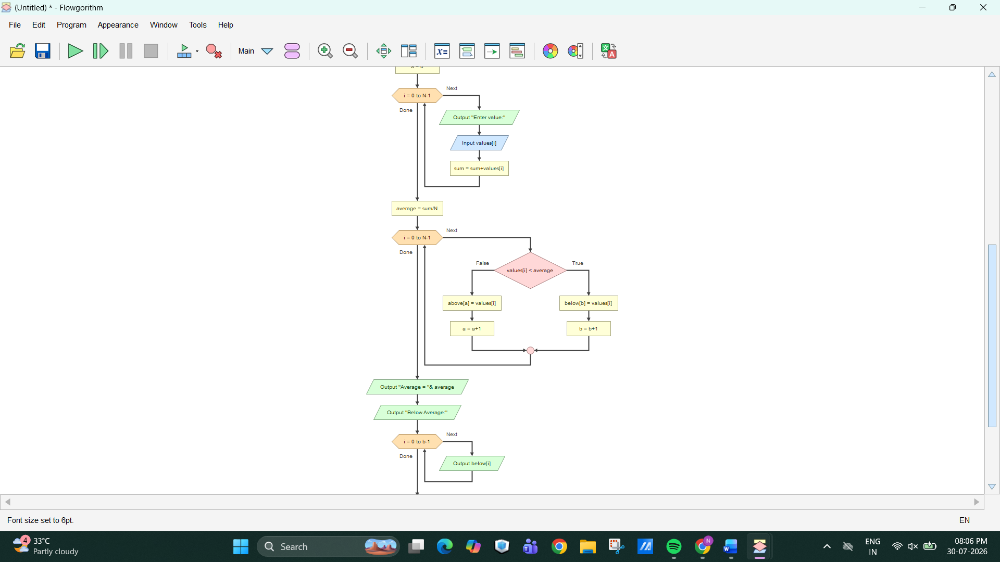 (Untitled) * - Flowgorithm
File Edit Program Appearance Window Tools Help
Main
x=
a = 0
i = 0 to N-1
Next
Done
Output "Enter value:"
Input values[i]
sum = sum+values[i]
average = sum/N
i = 0 to N-1
Next
Done
values[i] < average
False
True
above[a] = values[i]
below[b] = values[i]
a = a+1
b = b+1
Output "Average = "& average
Output "Below Average:"
i = 0 to b-1
Next
Done
Output below[i]
Font size set to 6pt.
EN
4
33°C
Partly cloudy
Search
N
ENG
IN
08:06 PM
30-07-2026